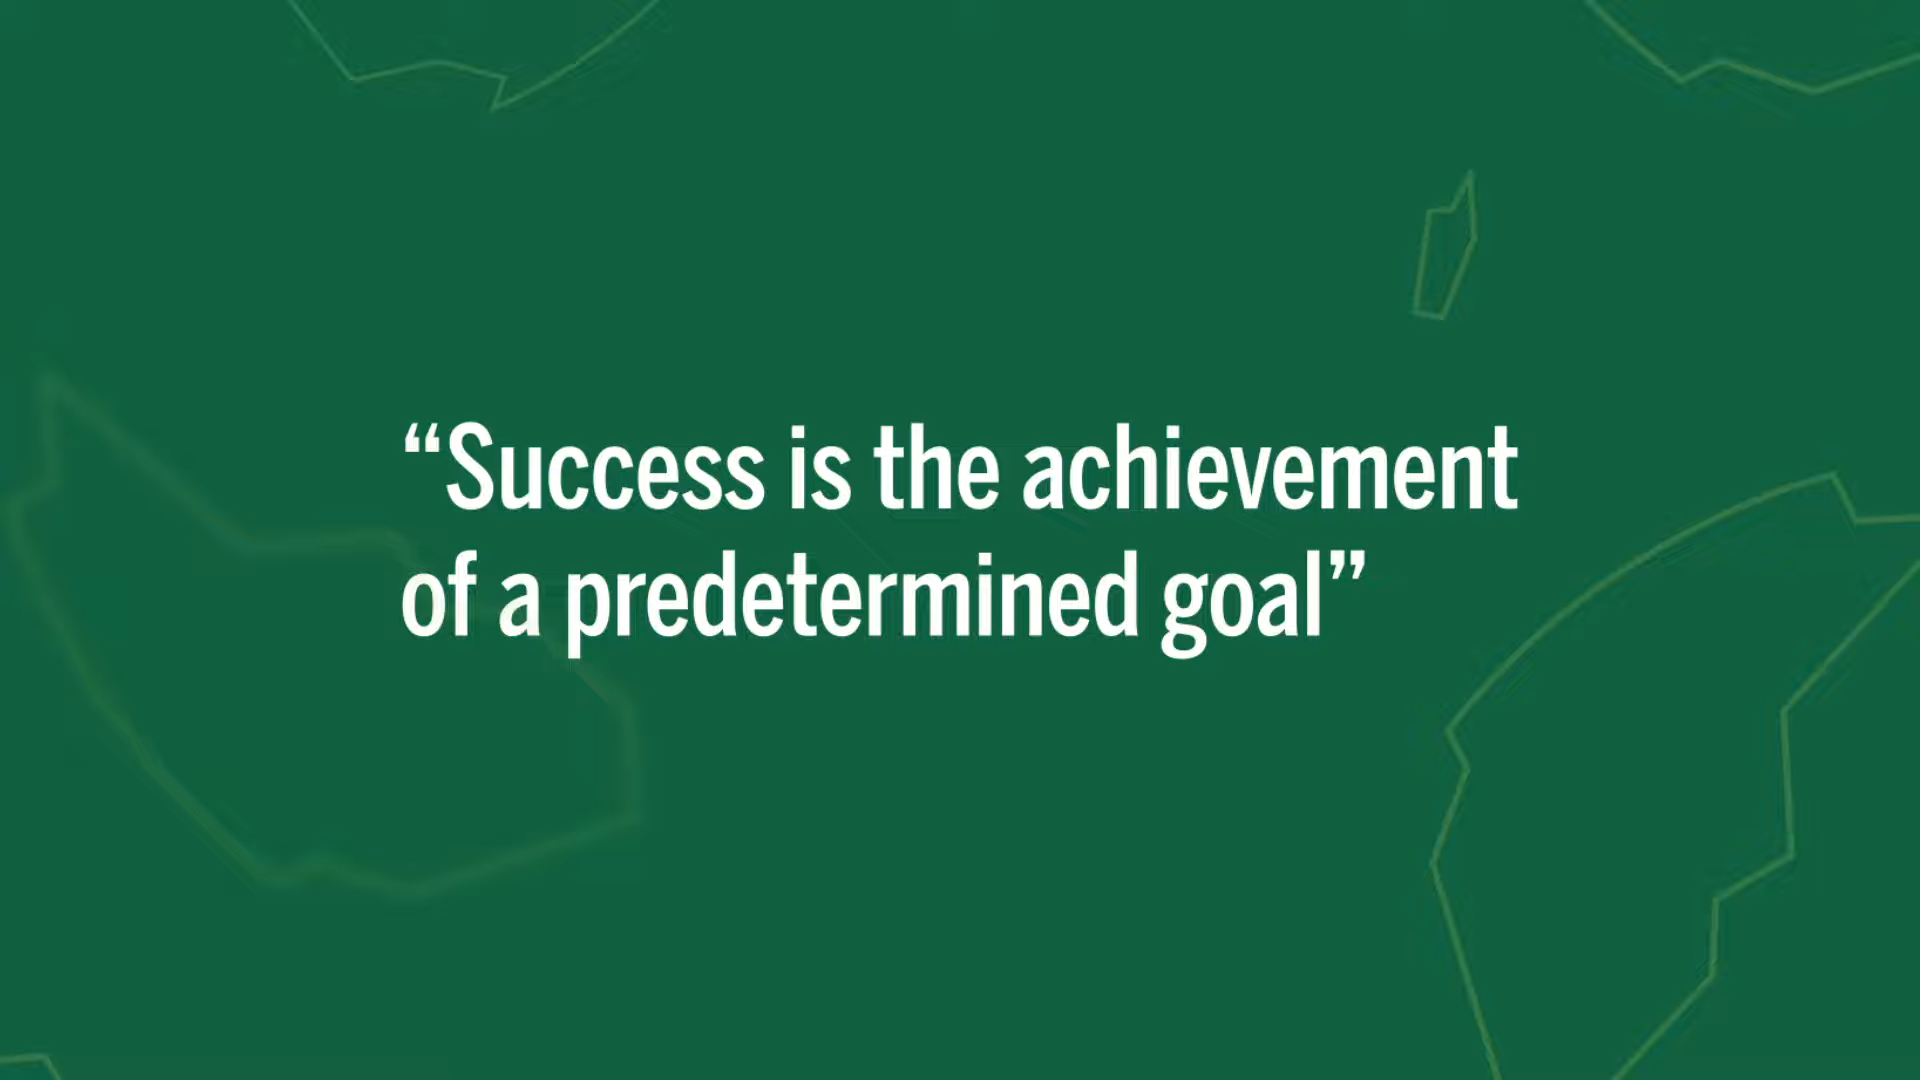 “Success is the achievement
of a predetermined goal”